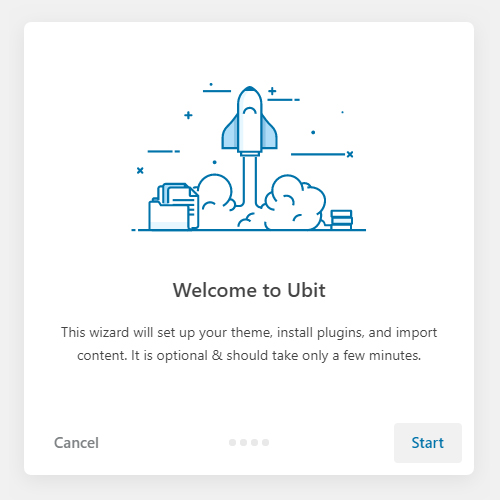 Welcome to Ubit
This wizard will set up your theme, install plugins, and import
content. It is optional & should take only a few minutes.
Cancel
Start